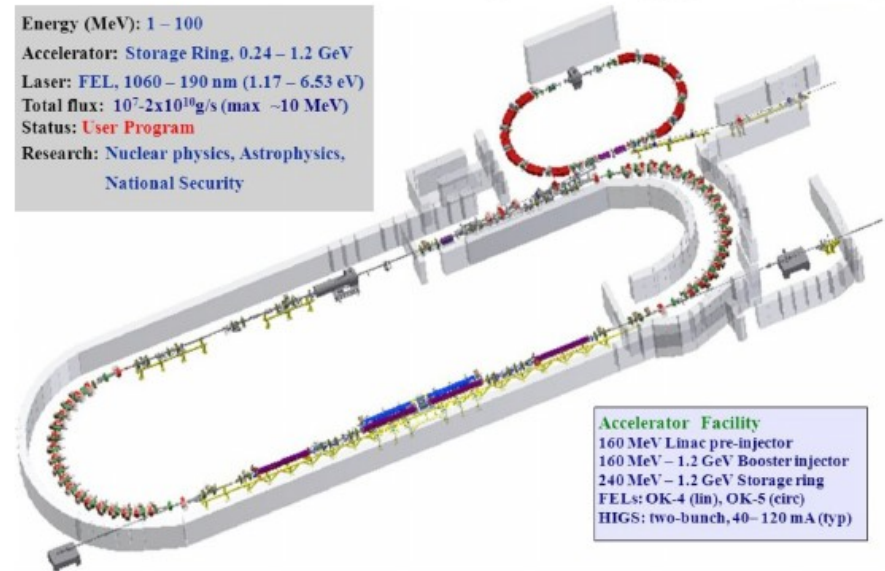 Energy (MeV): 1 – 100
Accelerator: Storage Ring, 0.24 – 1.2 GeV
Laser: FEL, 1060 – 190 nm (1.17 – 6.53 eV)
Total flux: 10⁷-2x10¹⁰g/s (max ~10 MeV)
Status: User Program
Research: Nuclear physics, Astrophysics,
National Security
Accelerator Facility
160 MeV Linac pre-injector
160 MeV – 1.2 GeV Booster injector
240 MeV – 1.2 GeV Storage ring
FELs: OK-4 (lin), OK-5 (circ)
HIGS: two-bunch, 40– 120 mA (typ)